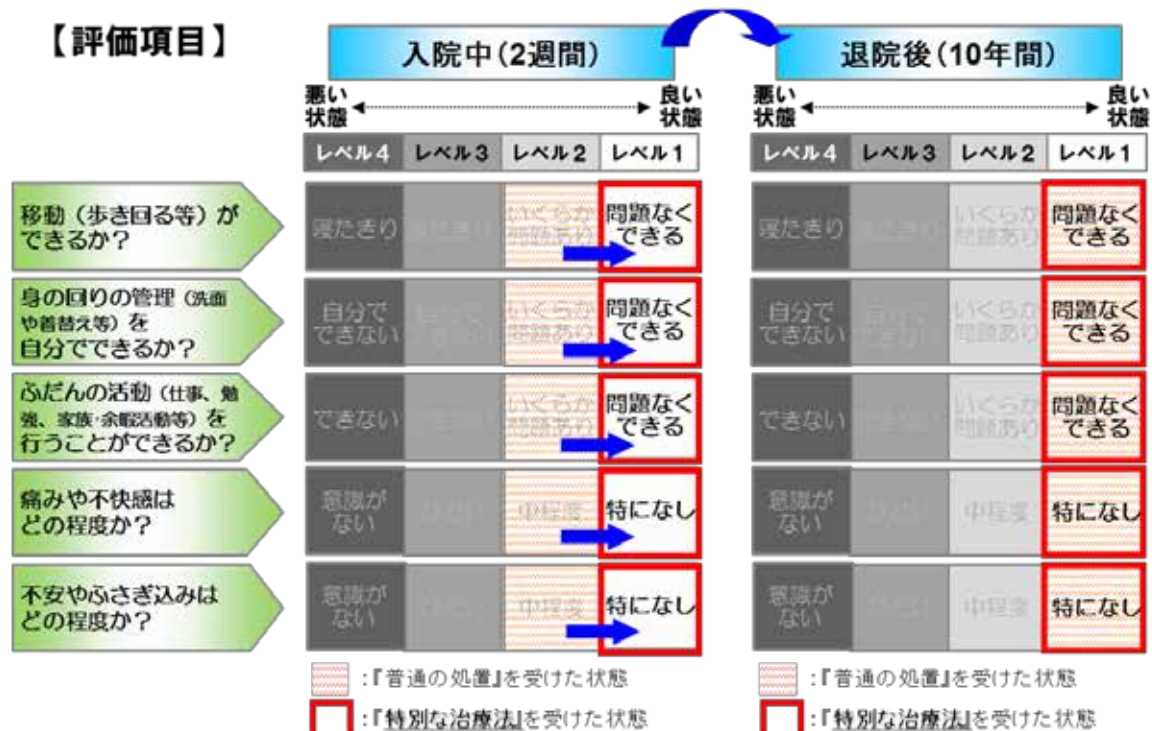 【評価項目】
入院中(2週間)
退院後(10年間)
悪い
状態
良い
状態
悪い
状態
良い
状態
レベル4
レベル3
レベル2
レベル1
レベル4
レベル3
レベル2
レベル1
移動(歩き回る等)が
できるか?
寝たきり
いくらか
問題あり
問題なく
できる
寝たきり
いくらか
問題あり
問題なく
できる
身の回りの管理(洗面
や着替え等)を
自分でできるか?
自分で
できない
いくらか
問題あり
問題なく
できる
自分で
できない
いくらか
問題あり
問題なく
できる
ふだんの活動(仕事、勉
強、家族・余暇活動等)を
行うことができるか?
できない
いくらか
問題あり
問題なく
できる
できない
いくらか
問題あり
問題なく
できる
痛みや不快感は
どの程度か?
意識が
ない
中程度
特になし
意識が
ない
中程度
特になし
不安やふさぎ込みは
どの程度か?
意識が
ない
中程度
特になし
意識が
ない
中程度
特になし
:『普通の処置』を受けた状態
:『普通の処置』を受けた状態
:『特別な治療法』を受けた状態
:『特別な治療法』を受けた状態